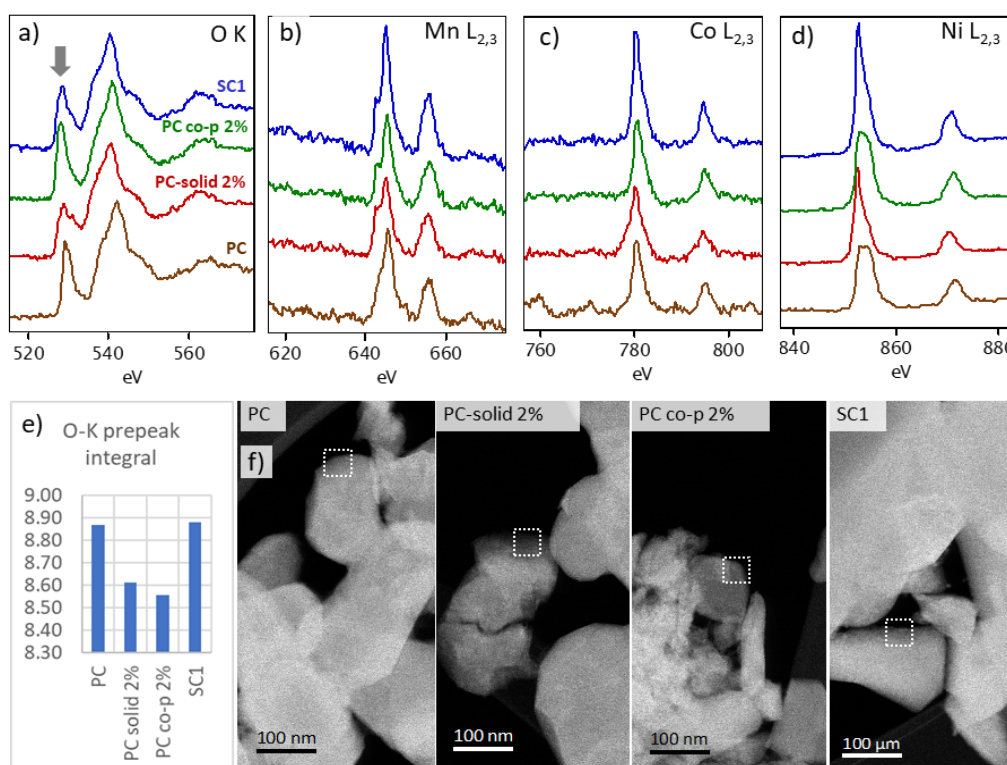 a) O K
SC1
PC co-p 2%
PC-solid 2%
PC
520 540 560
eV
b) Mn L2,3
620 640 660
eV
c) Co L2,3
760 780 800
eV
d) Ni L2,3
840 860 880
eV
e) O-K prepeak
integral
9.00
8.90
8.80
8.70
8.60
8.50
8.40
8.30
PC
PC solid 2%
PC co-p 2%
SC1
f)
PC
100 nm
PC-solid 2%
100 nm
PC co-p 2%
100 nm
SC1
100 µm